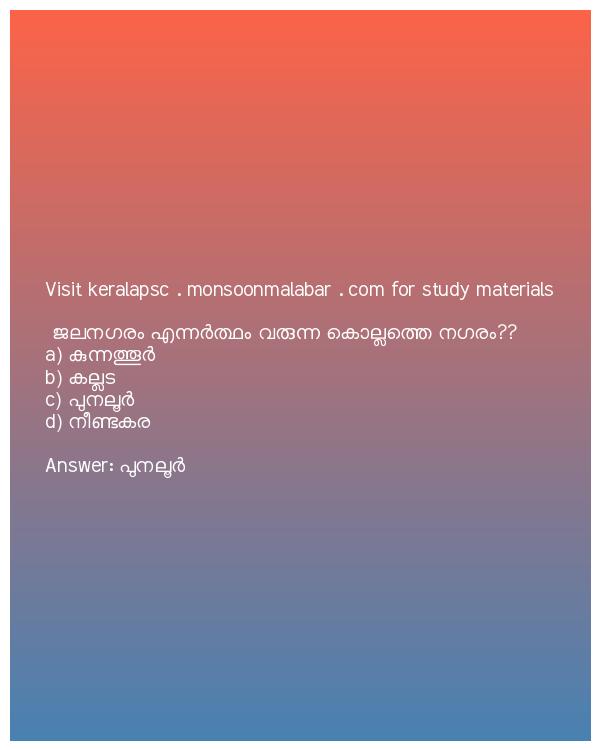 Visit keralapsc . monsoonmalabar . com for study materials
ജലനഗരം എന്നർത്ഥം വരുന്ന കൊല്ലത്തെ നഗരം??
a) കുന്നത്തൂർ
b) കല്ലട
c) പുനലൂർ
d) നീണ്ടകര
Answer: പുനലൂർ